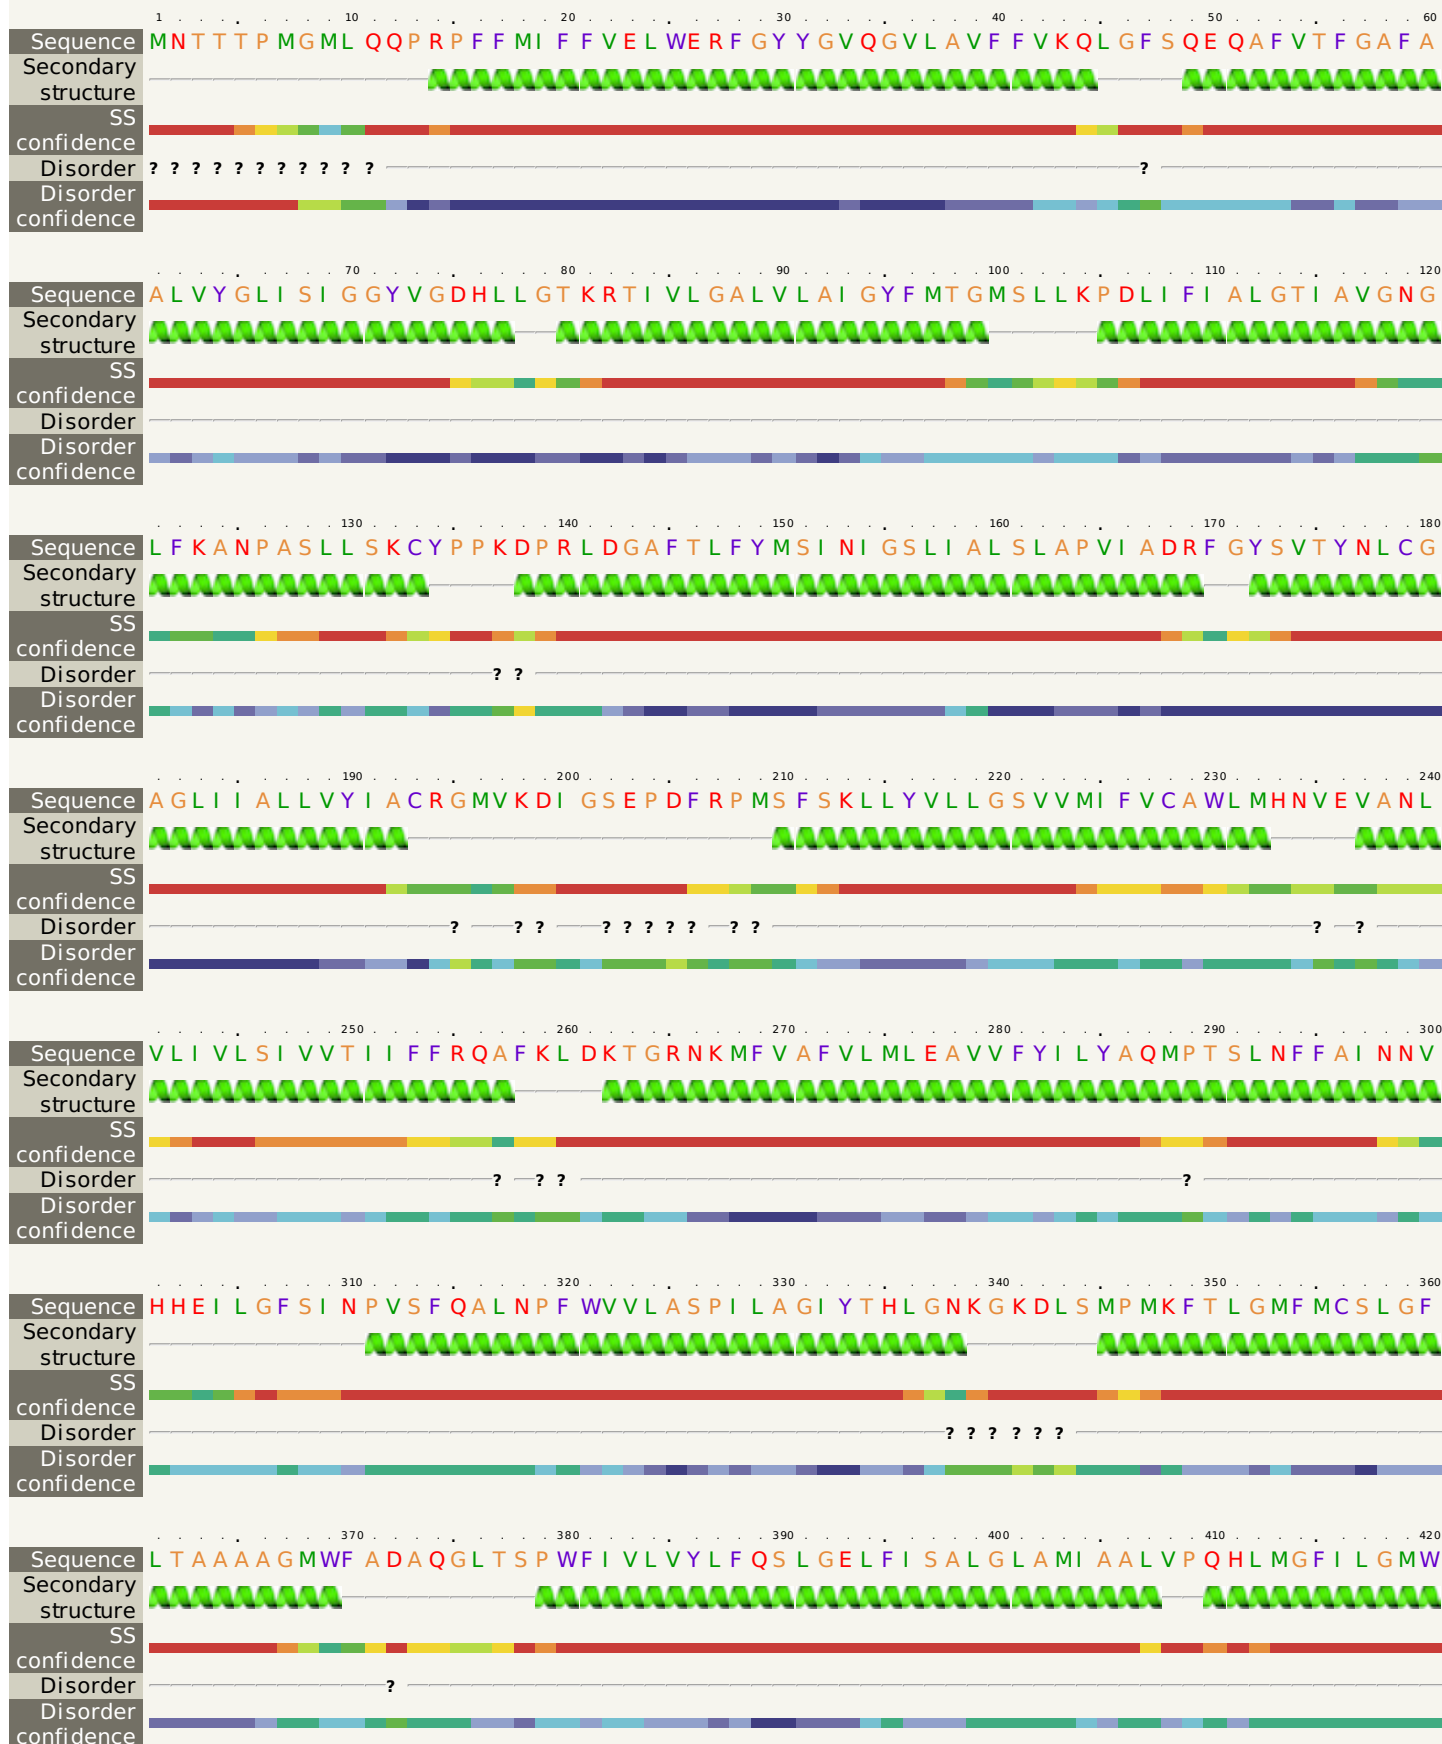 1 10 20 30 40 50 60
Sequence MNTTTPMGMLQQPRPFFMIFFVELWERFGYYGVQGVLAVFFVKQLGFSQEQAFVTFGAFA
Secondary
structure
SS
confidence
Disorder ? ? ? ? ? ? ? ? ? ? ? ?
Disorder
confidence
70 80 90 100 110 120
Sequence ALVYGLISIGGYVGDHLLGTKRTIVLGALVLAIGYFMTGMSLLKPDLIFIALGTIAVGNG
Secondary
structure
SS
confidence
Disorder
Disorder
confidence
130 140 150 160 170 180
Sequence LFKANPASLLSKCYPPKDPRLDGAFTLFYMSINIGSLIALSLAPVIADRFGYSVTYNLCG
Secondary
structure
SS
confidence
Disorder ? ?
Disorder
confidence
190 200 210 220 230 240
Sequence AGLIIALLVYIACRGMVKDIGSEPDFRPMSFSKLLYVLLGSVVMIFVCAWLMHNVEVANL
Secondary
structure
SS
confidence
Disorder ? ? ? ? ? ? ? ? ? ? ? ?
Disorder
confidence
250 260 270 280 290 300
Sequence VLIVLSIVVTIIFFRQAFKLDKTGRNKMFVAFVLMLEAVVFYILYAQMPTSLNFFAINNV
Secondary
structure
SS
confidence
Disorder ? ? ? ?
Disorder
confidence
310 320 330 340 350 360
Sequence HHEILGFSINPVSFQALNPFWVVLASPILAGIYTHLGNKGKDLSMPMKFTLGMFMCSLGF
Secondary
structure
SS
confidence
Disorder ? ? ? ? ? ?
Disorder
confidence
370 380 390 400 410 420
Sequence LTAAAAGMWFADAQGLTSPWFIVLVYLFQSLGELFISALGLAMIAALVPQHLMGFILGMW
Secondary
structure
SS
confidence
Disorder ?
Disorder
confidence